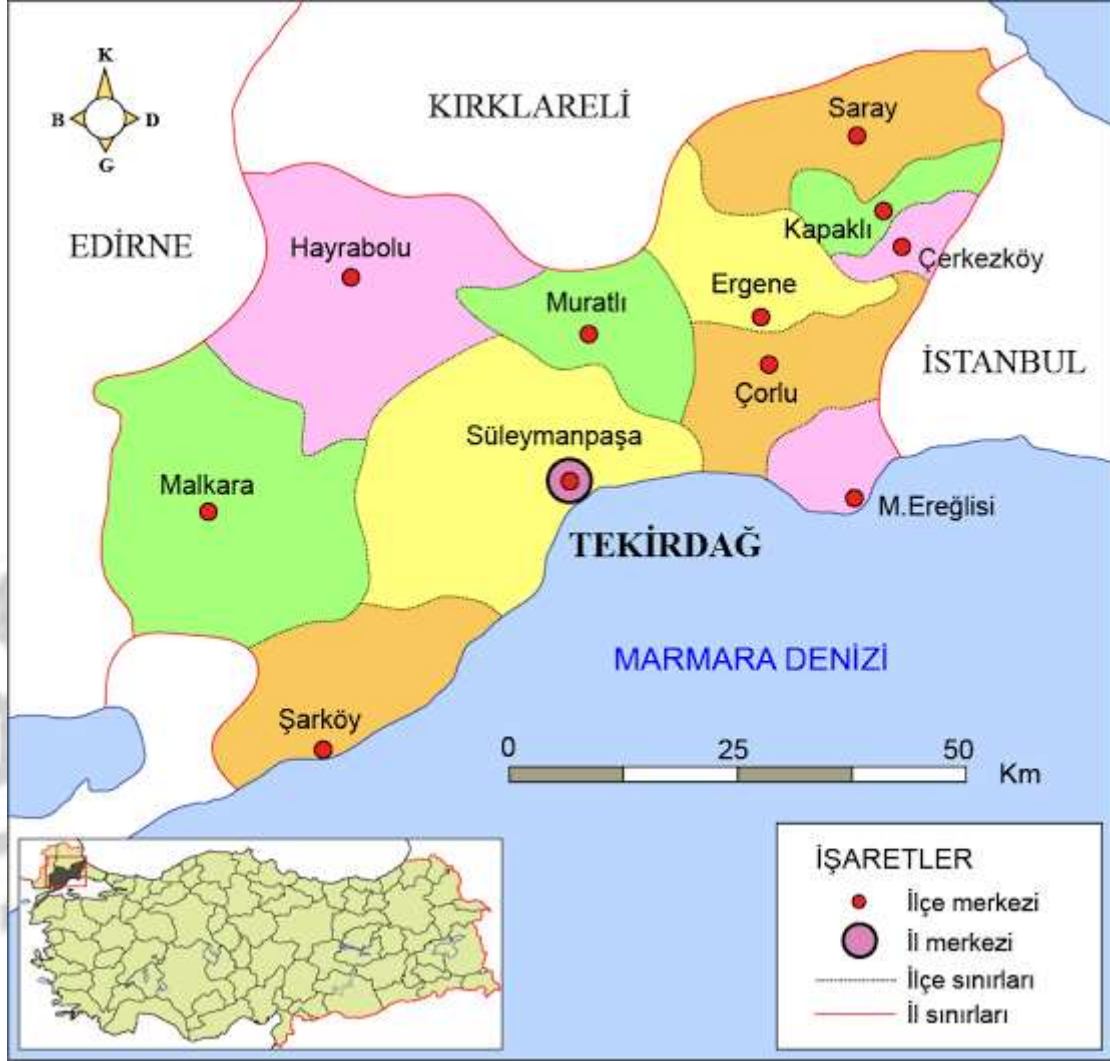 K
B
D
G
KIRKLARELİ
EDİRNE
İSTANBUL
Saray
Kapaklı
Çerkezköy
Hayrabolu
Ergene
Muratlı
Çorlu
Süleymanpaşa
Malkara
M.Ereğlisi
TEKİRDAĞ
MARMARA DENİZİ
Şarköy
0 25 50
Km
İŞARETLER
İlçe merkezi
İl merkezi
İlçe sınırları
İl sınırları